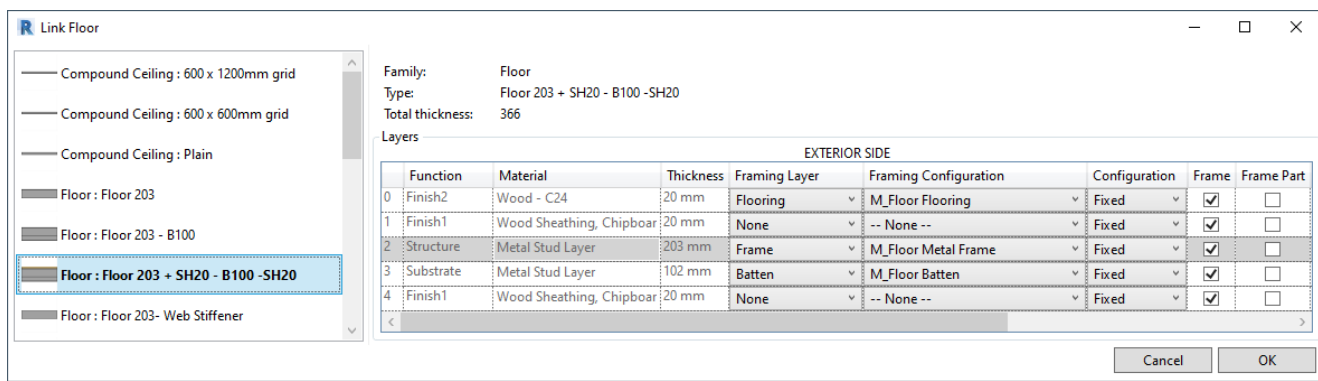 Link Floor
Compound Ceiling : 600 x 1200mm grid
Compound Ceiling : 600 x 600mm grid
Compound Ceiling : Plain
Floor : Floor 203
Floor : Floor 203 - B100
Floor : Floor 203 + SH20 - B100 -SH20
Floor : Floor 203- Web Stiffener
Family: Floor
Type: Floor 203 + SH20 - B100 -SH20
Total thickness: 366
Layers
EXTERIOR SIDE
Function Material Thickness Framing Layer Framing Configuration Configuration Frame Frame Part
0 Finish2 Wood - C24 20 mm Flooring M_Floor Flooring Fixed
1 Finish1 Wood Sheathing, Chipboar 20 mm None -- None -- Fixed
2 Structure Metal Stud Layer 203 mm Frame M_Floor Metal Frame Fixed
3 Substrate Metal Stud Layer 102 mm Batten M_Floor Batten Fixed
4 Finish1 Wood Sheathing, Chipboar 20 mm None -- None -- Fixed
Cancel OK